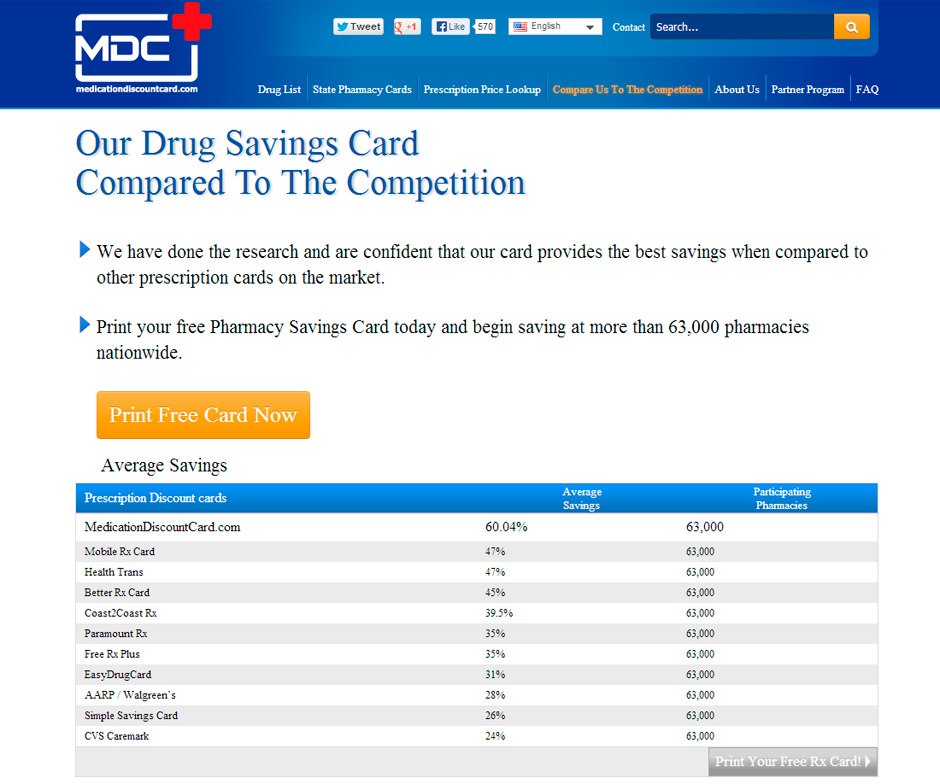 MDC
medicationdiscountcard.com
Tweet
+1
Like
570
English
Contact
Search...
Drug List
State Pharmacy Cards
Prescription Price Lookup
Compare Us To The Competition
About Us
Partner Program
FAQ
Our Drug Savings Card
Compared To The Competition
We have done the research and are confident that our card provides the best savings when compared to
other prescription cards on the market.
Print your free Pharmacy Savings Card today and begin saving at more than 63,000 pharmacies
nationwide.
Print Free Card Now
Average Savings
Prescription Discount cards
Average
Savings
Participating
Pharmacies
MedicationDiscountCard.com 60.04% 63,000
Mobile Rx Card 47% 63,000
Health Trans 47% 63,000
Better Rx Card 45% 63,000
Coast2Coast Rx 39.5% 63,000
Paramount Rx 35% 63,000
Free Rx Plus 35% 63,000
EasyDrugCard 31% 63,000
AARP / Walgreen's 28% 63,000
Simple Savings Card 26% 63,000
CVS Caremark 24% 63,000
Print Your Free Rx Card!